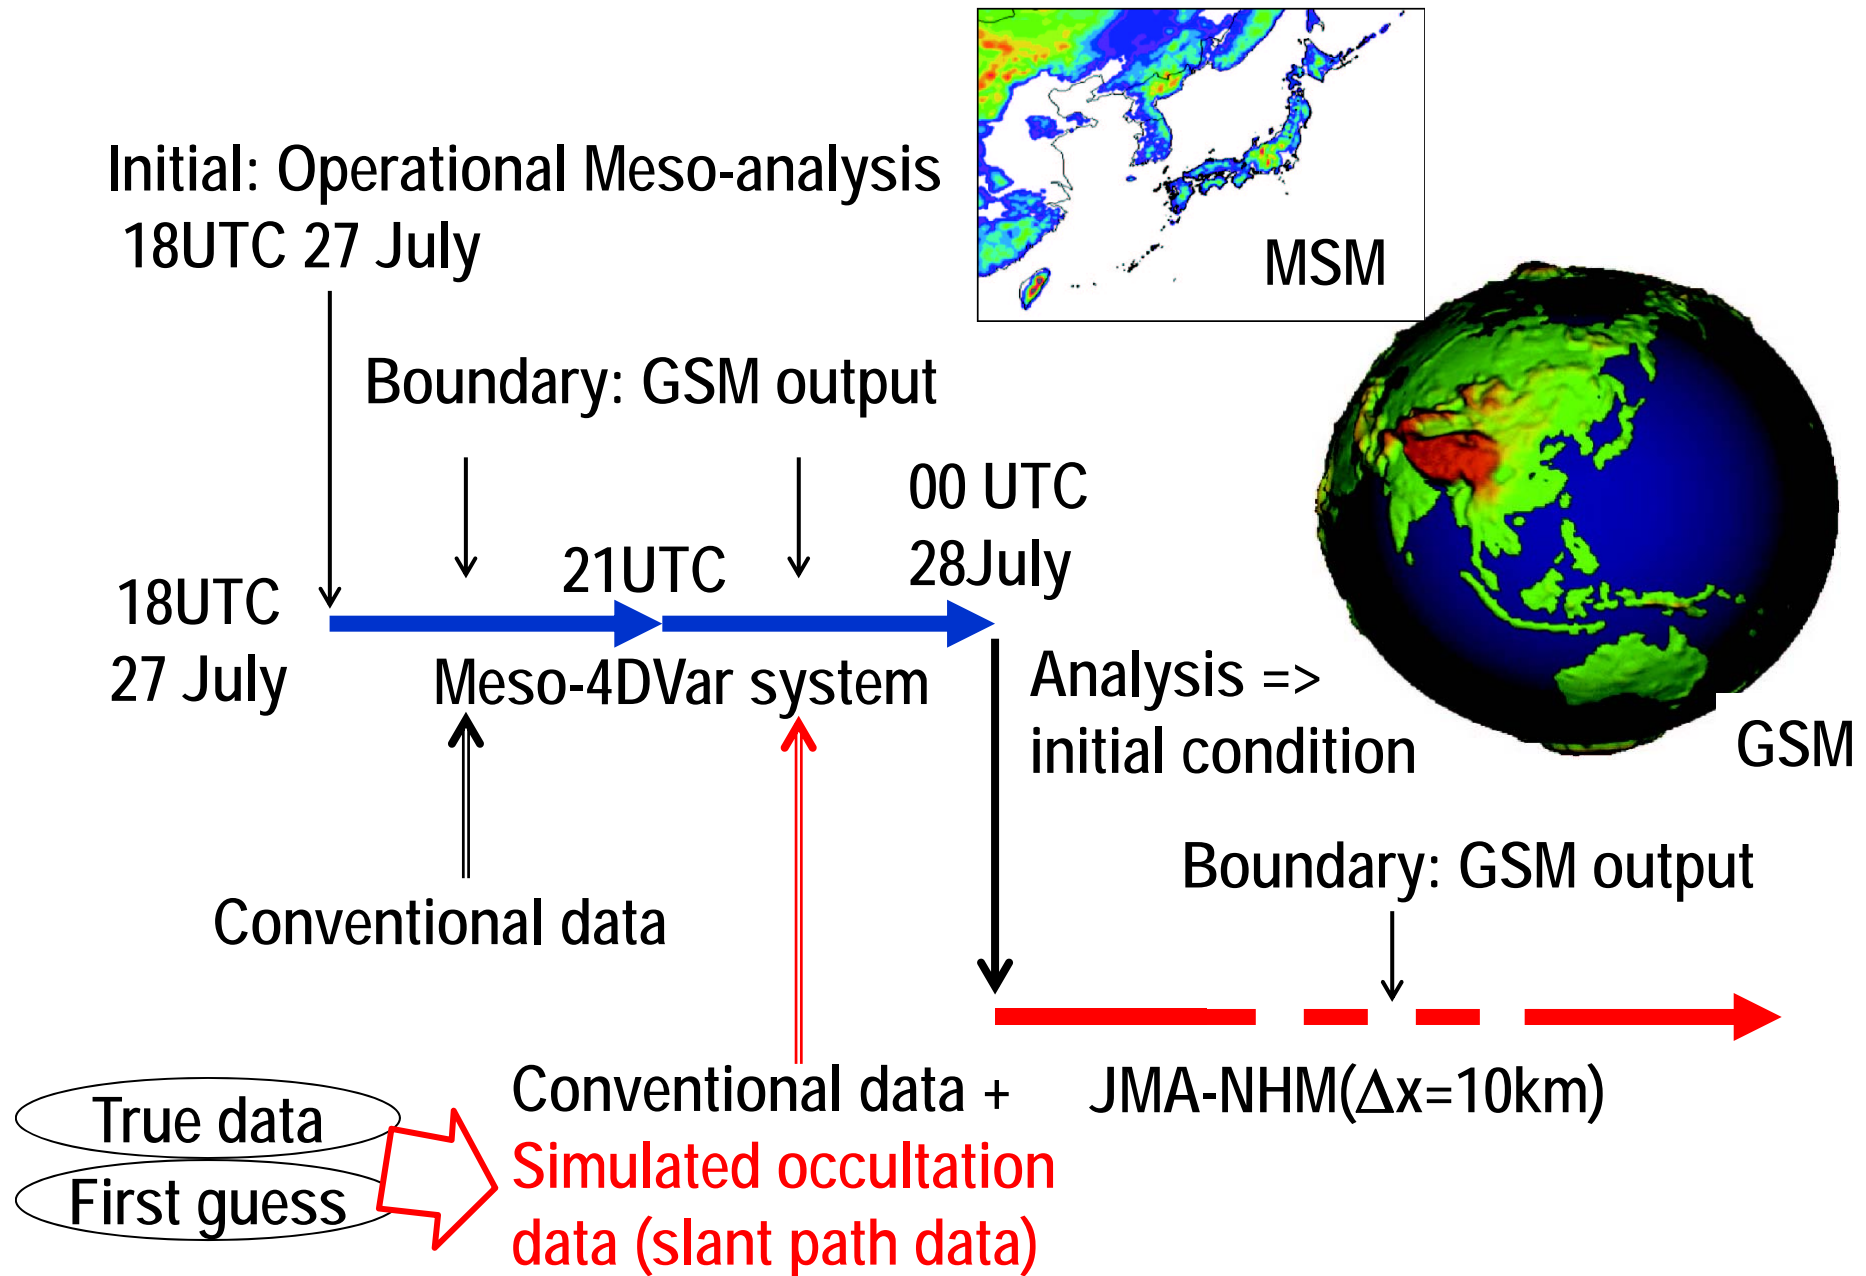 MSM
Initial: Operational Meso-analysis
18UTC 27 July
Boundary: GSM output
00 UTC
28July
21UTC
18UTC
27 July
Meso-4DVar system
Analysis =>
initial condition
GSM
Conventional data
Boundary: GSM output
Conventional data +
Simulated occultation
data (slant path data)
JMA-NHM(Δx=10km)
True data
First guess